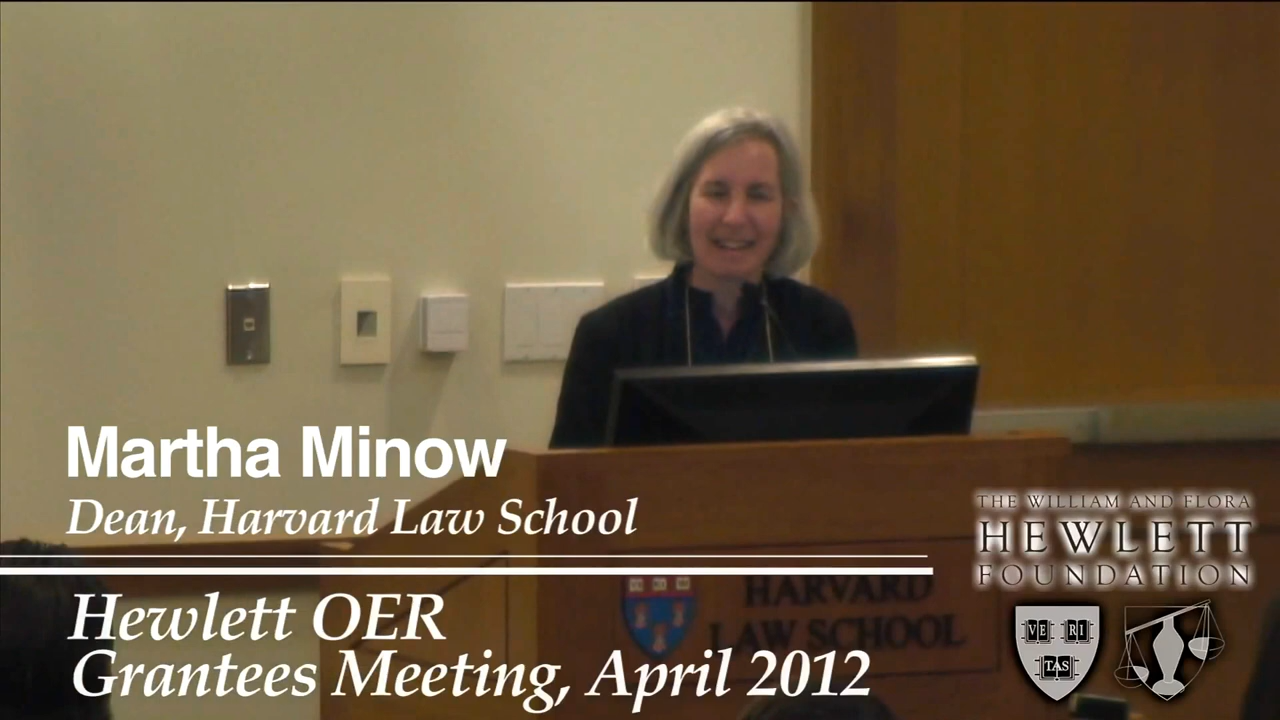 Martha Minow
Dean, Harvard Law School
Hewlett OER
Grantees Meeting, April 2012
THE WILLIAM AND FLORA
HEWLETT
FOUNDATION
VE RI
TAS
HARVARD
LAW SCHOOL